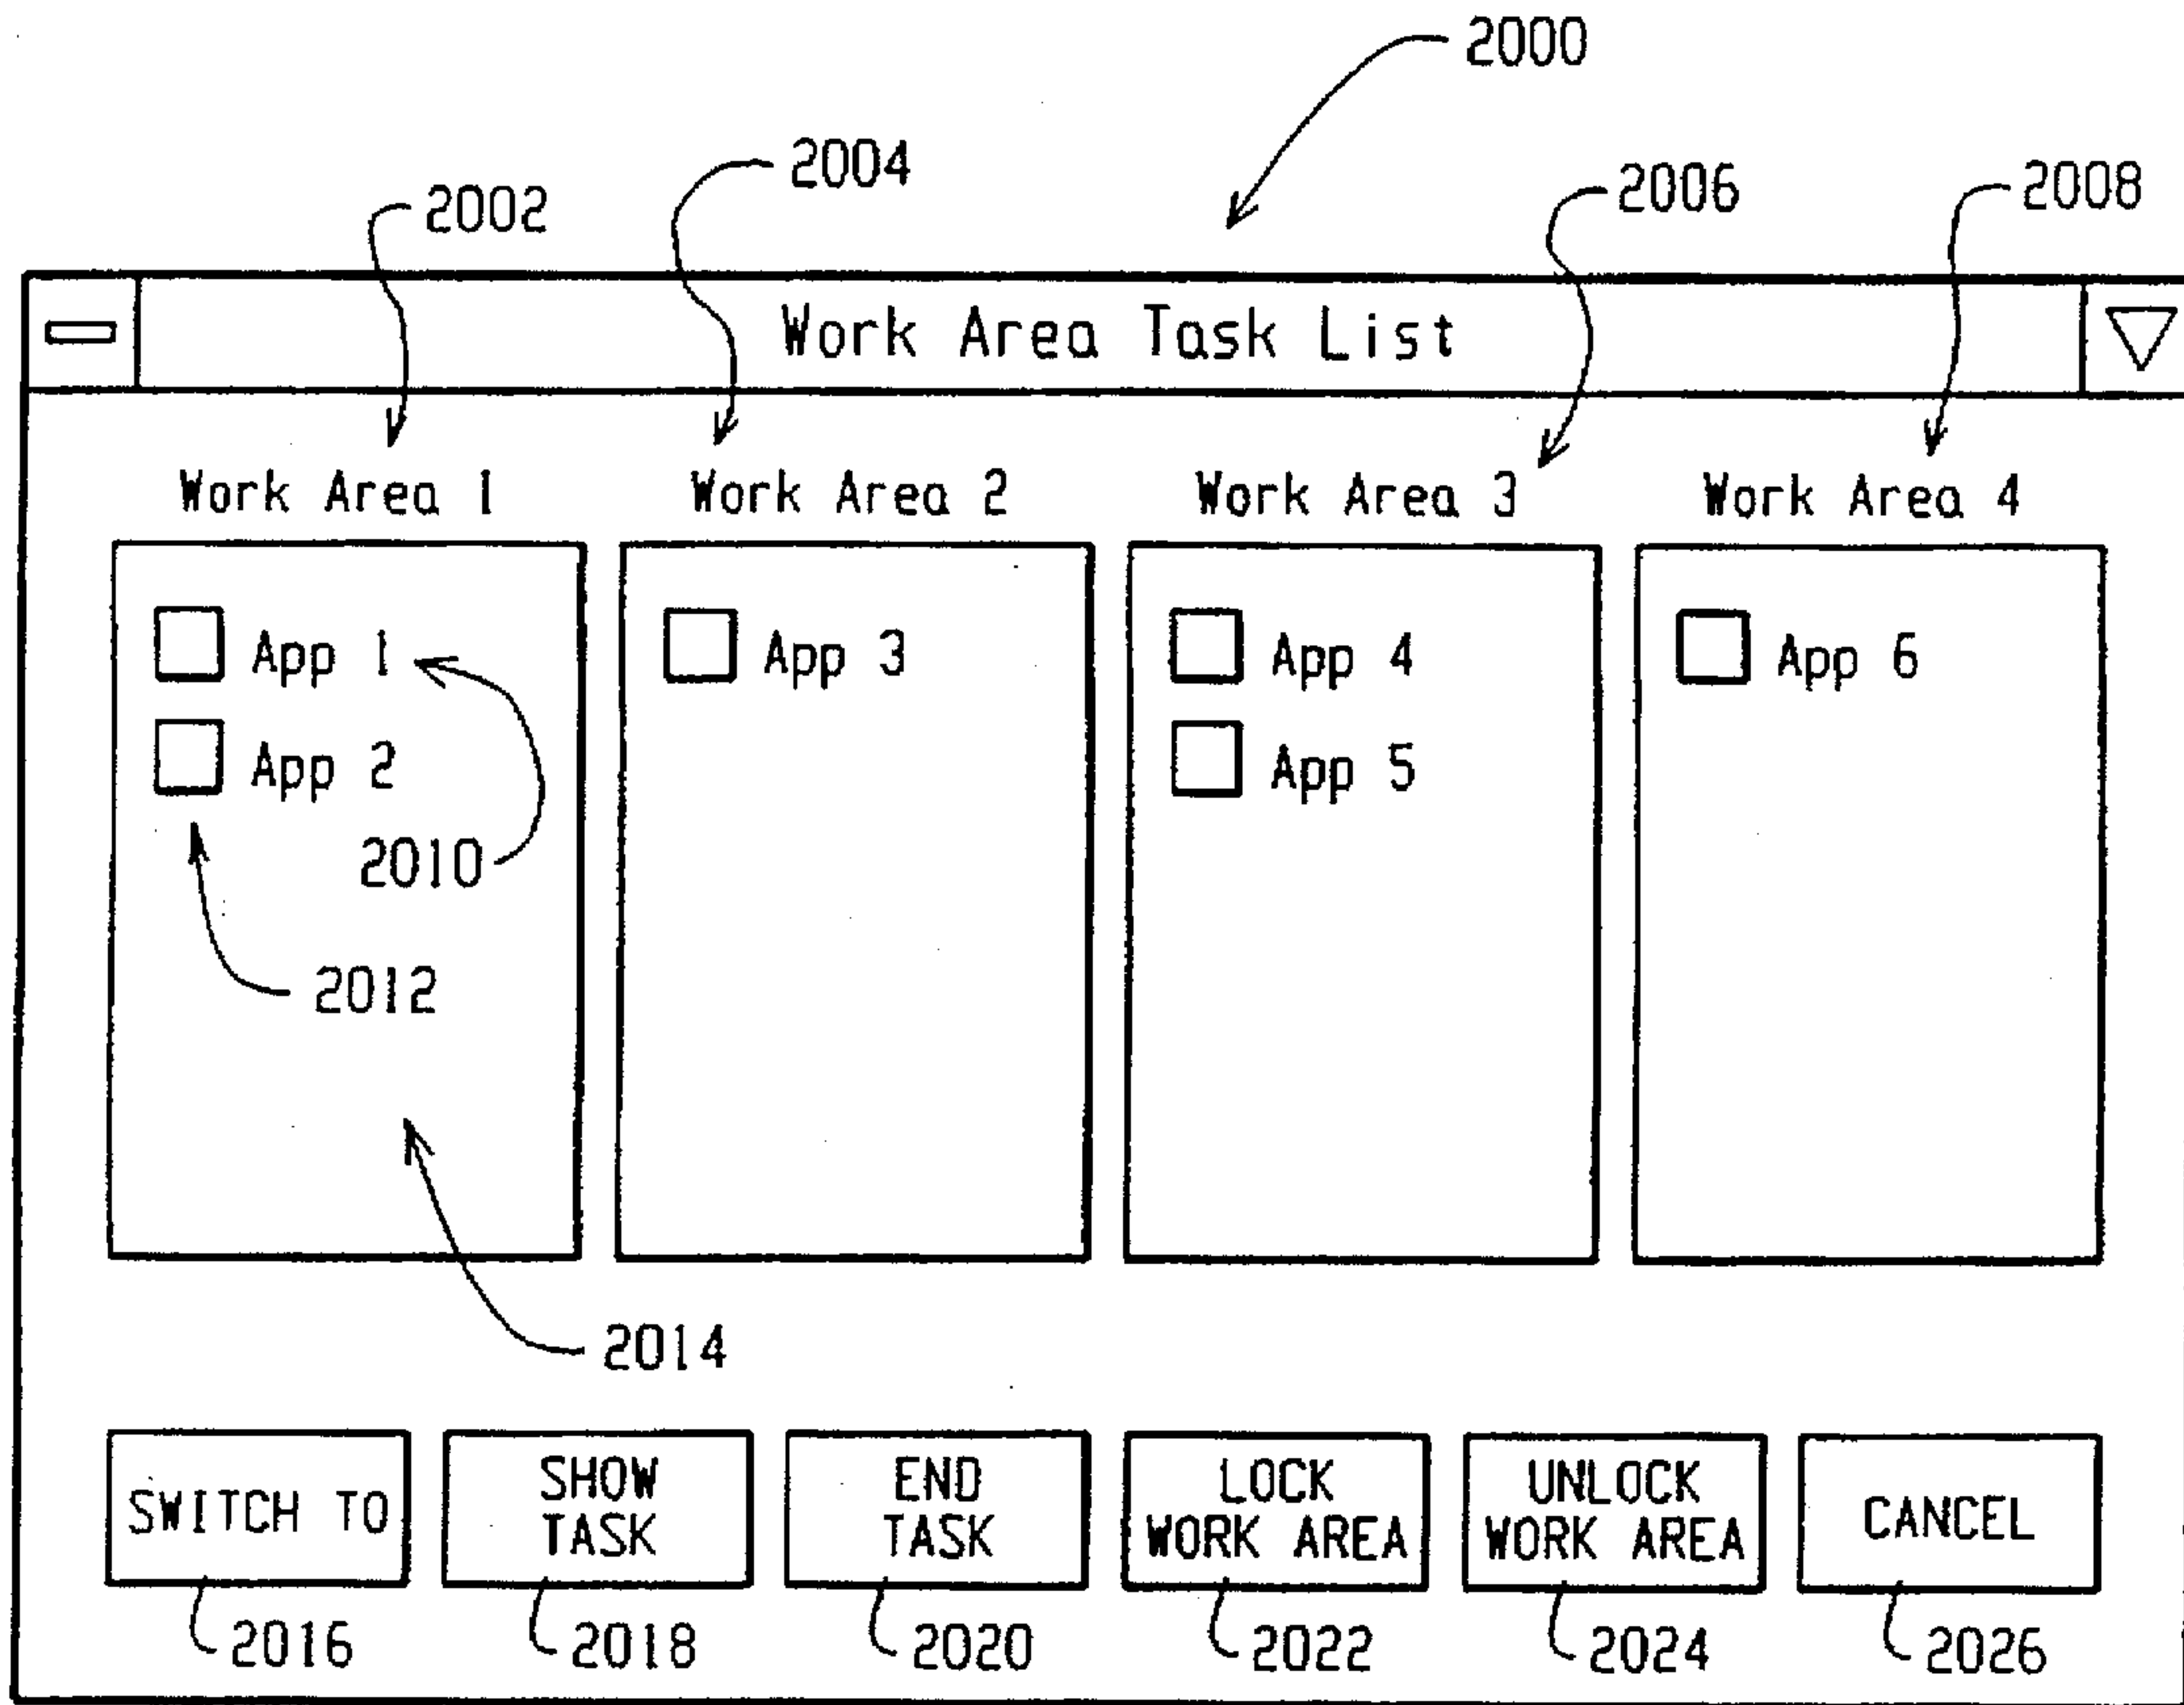 2000
2004
2002
2006
2008
Work Area Task List
Work Area 1
Work Area 2
Work Area 3
Work Area 4
App 1
App 2
2010
2012
2014
App 3
App 4
App 5
App 6
SWITCH TO
SHOW
TASK
END
TASK
LOCK
WORK AREA
UNLOCK
WORK AREA
CANCEL
2016
2018
2020
2022
2024
2026